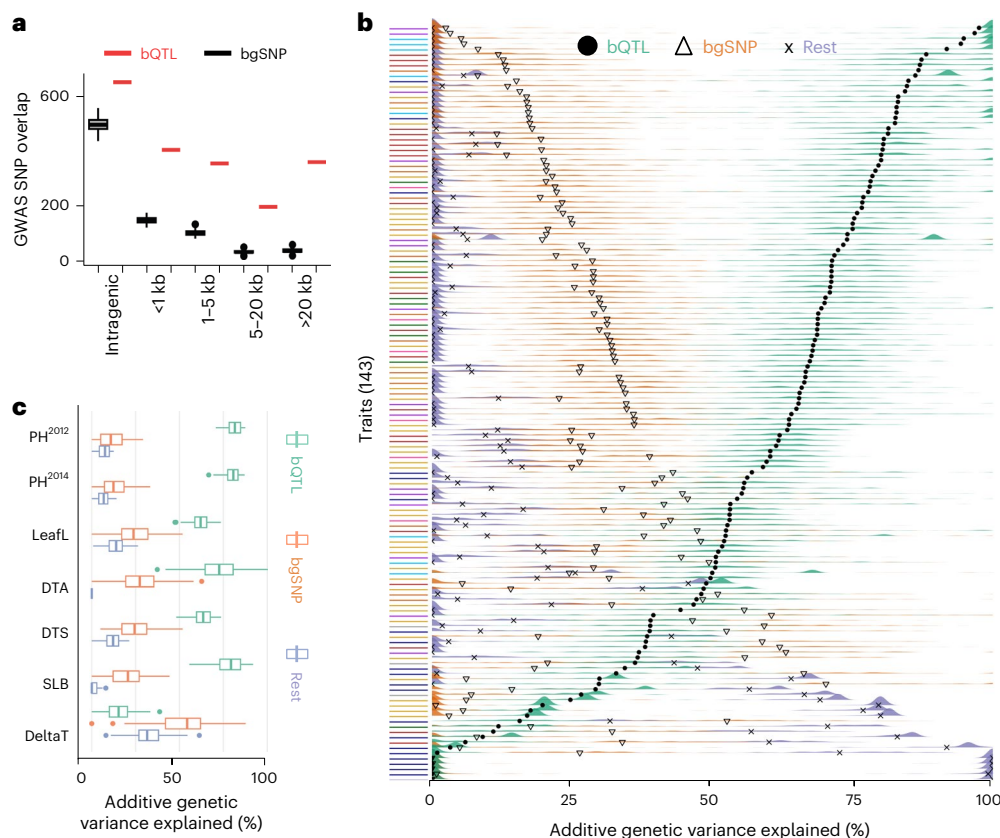 a
bQTL bgSNP
GWAS SNP overlap
600
200
0
Intragenic
<1 kb
1–5 kb
5–20 kb
>20 kb
b
bQTL bgSNP x Rest
Traits (143)
0 25 50 75 100
Additive genetic variance explained (%)
c
PH2012
PH2014
LeafL
DTA
DTS
SLB
DeltaT
bQTL
bgSNP
Rest
0 50 100
Additive genetic
variance explained (%)